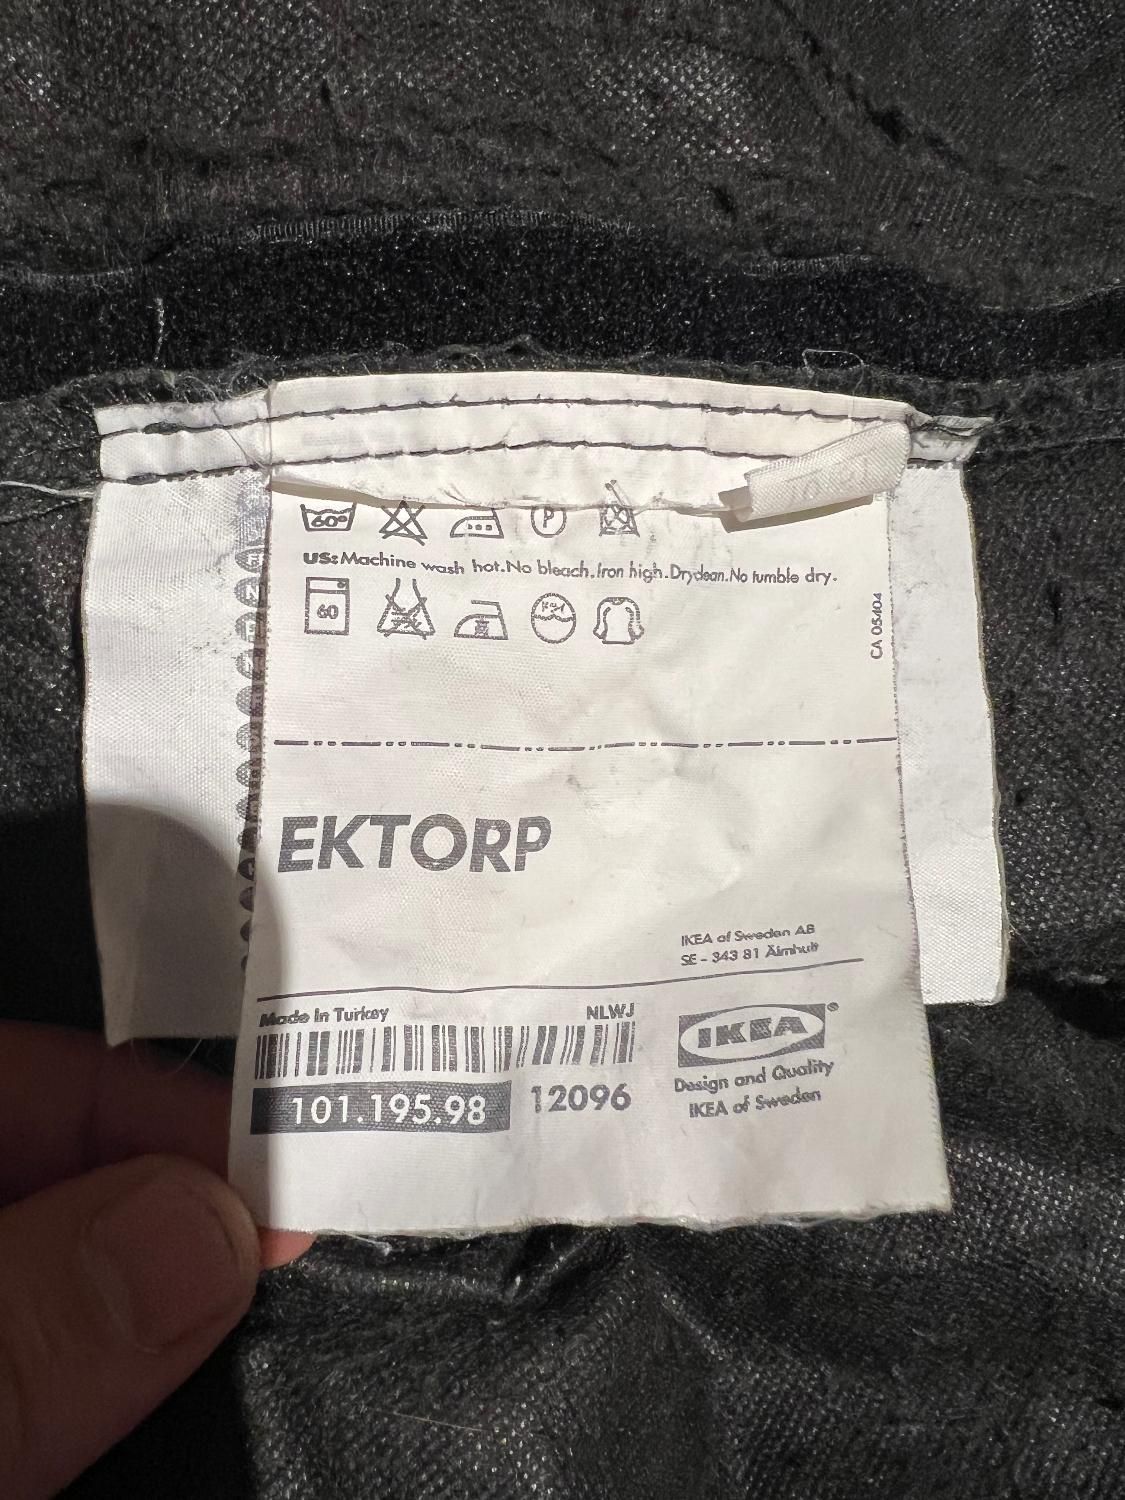 60°
P
US: Machine wash hot. No bleach. Iron high. Dryclean. No tumble dry.
60
CA 05404
EKTORP
IKEA of Sweden AB
SE - 343 81 Älmhult
Made in Turkey NLWJ
IKEA®
101.195.98 12096
Design and Quality
IKEA of Sweden